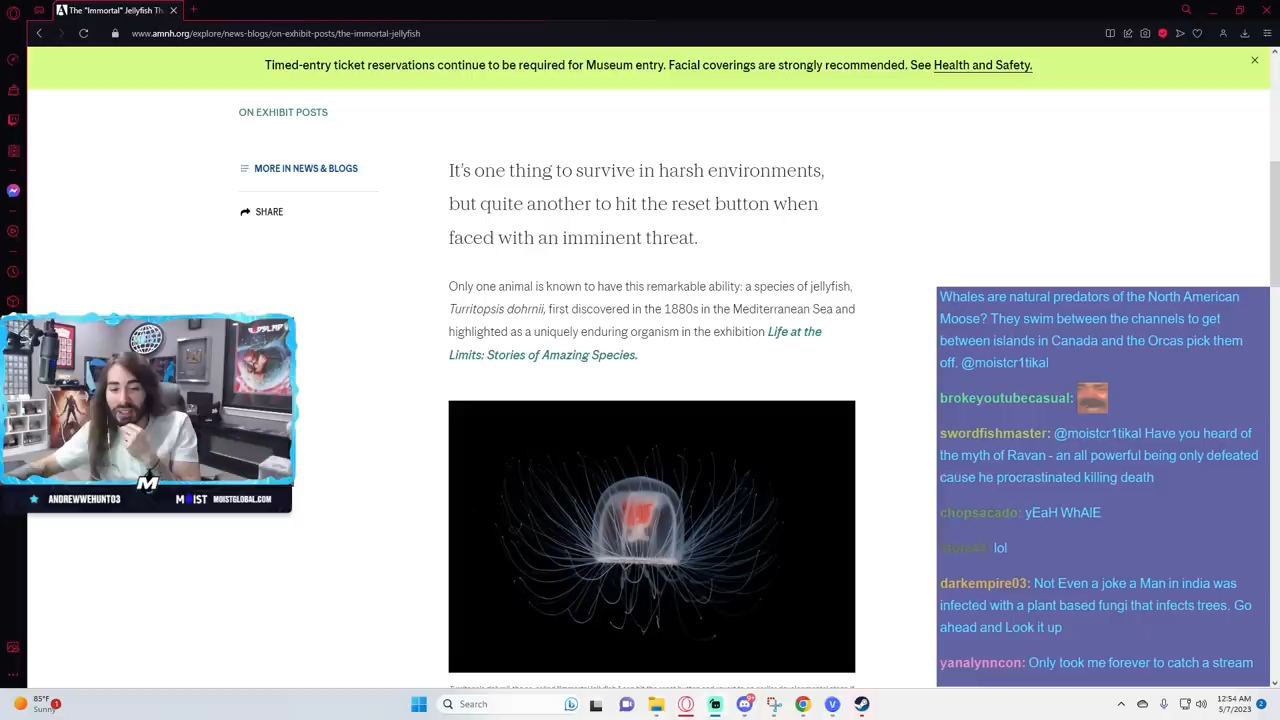 The "Immortal" Jellyfish Th
www.amnh.org/explore/news-blogs/on-exhibit-posts/the-immortal-jellyfish
Timed-entry ticket reservations continue to be required for Museum entry. Facial coverings are strongly recommended. See Health and Safety.
ON EXHIBIT POSTS
MORE IN NEWS & BLOGS
SHARE
It's one thing to survive in harsh environments,
but quite another to hit the reset button when
faced with an imminent threat.
Only one animal is known to have this remarkable ability: a species of jellyfish,
Turritopsis dohrnii, first discovered in the 1880s in the Mediterranean Sea and
highlighted as a uniquely enduring organism in the exhibition Life at the
Limits: Stories of Amazing Species.
ANDREWWEHUNT03
MOIST MOISTGLOBAL.COM
Whales are natural predators of the North American
Moose? They swim between the channels to get
between islands in Canada and the Orcas pick them
off. @moistcr1tikal
brokeyoutubecasual:
swordfishmaster: @moistcr1tikal Have you heard of
the myth of Ravan - an all powerful being only defeated
cause he procrastinated killing death
chopsacado: yEaH WhAlE
lol
darkempire03: Not Even a joke a Man in india was
infected with a plant based fungi that infects trees. Go
ahead and Look it up
yanalynncon: Only took me forever to catch a stream
85°F
Sunny
Search
12:54 AM
5/7/2023